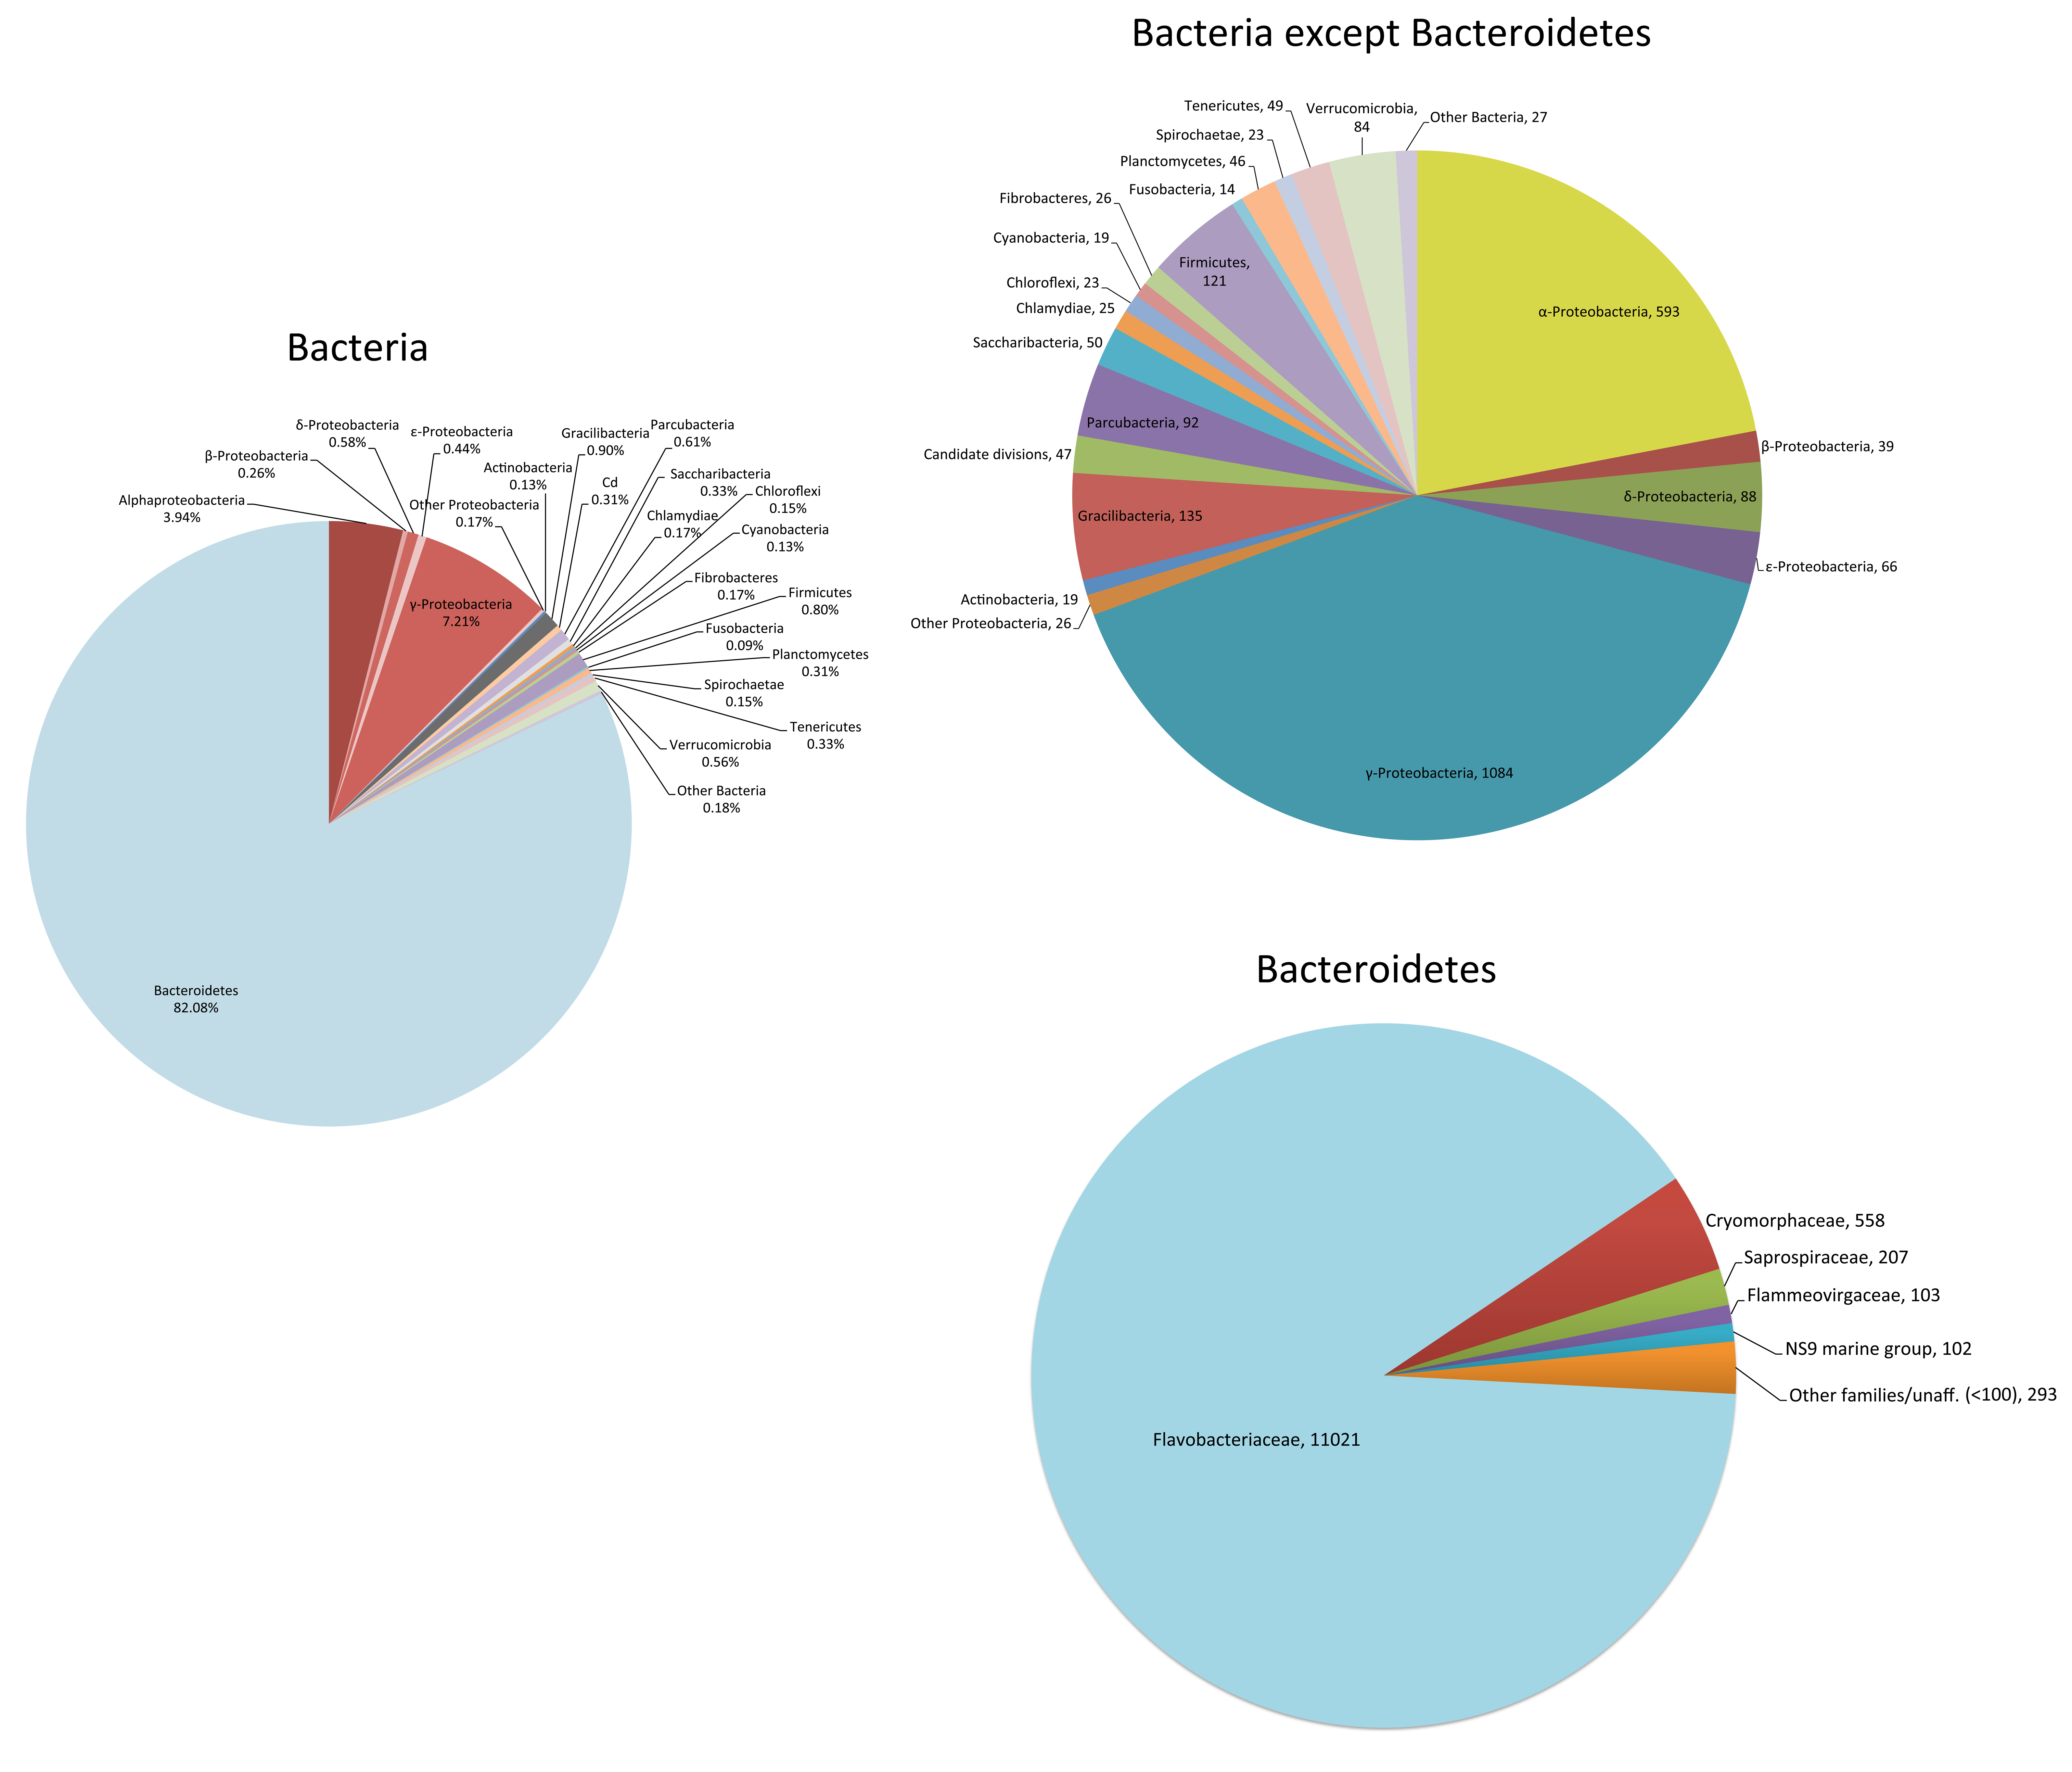 Bacteria except Bacteroidetes
Tenericutes, 49
Verrucomicrobia,
84
Other Bacteria, 27
Spirochaetae, 23
Planctomycetes, 46
Fusobacteria, 14
Fibrobacteres, 26
Cyanobacteria, 19
Firmicutes,
121
Chloroflexi, 23
Chlamydiae, 25
Saccharibacteria, 50
α-Proteobacteria, 593
Parcubacteria, 92
Candidate divisions, 47
β-Proteobacteria, 39
δ-Proteobacteria, 88
Gracilibacteria, 135
ε-Proteobacteria, 66
Actinobacteria, 19
Other Proteobacteria, 26
γ-Proteobacteria, 1084
Bacteria
δ-Proteobacteria
0.58%
ε-Proteobacteria
0.44%
Gracilibacteria
0.90%
Parcubacteria
0.61%
β-Proteobacteria
0.26%
Actinobacteria
0.13%
Cd
0.31%
Saccharibacteria
0.33%
Chloroflexi
0.15%
Alphaproteobacteria
3.94%
Other Proteobacteria
0.17%
Chlamydiae
0.17%
Cyanobacteria
0.13%
Fibrobacteres
0.17%
Firmicutes
0.80%
γ-Proteobacteria
7.21%
Fusobacteria
0.09%
Planctomycetes
0.31%
Spirochaetae
0.15%
Tenericutes
0.33%
Verrucomicrobia
0.56%
Other Bacteria
0.18%
Bacteroidetes
82.08%
Bacteroidetes
Cryomorphaceae, 558
Saprospiraceae, 207
Flammeovirgaceae, 103
NS9 marine group, 102
Other families/unaff. (<100), 293
Flavobacteriaceae, 11021